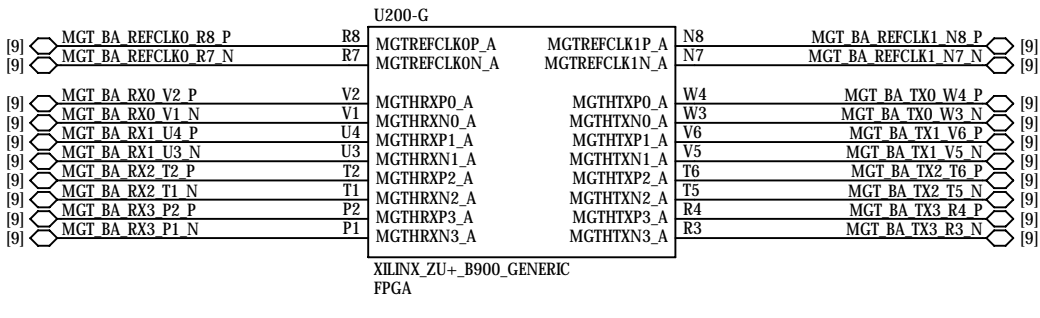 U200-G
[9] MGT_BA_REFCLK0_R8_P R8 MGTREFCLK0P_A MGTREFCLK1P_A N8 MGT_BA_REFCLK1_N8_P [9]
[9] MGT_BA_REFCLK0_R7_N R7 MGTREFCLK0N_A MGTREFCLK1N_A N7 MGT_BA_REFCLK1_N7_N [9]
[9] MGT_BA_RX0_V2_P V2 MGTHRXP0_A MGTHTXP0_A W4 MGT_BA_TX0_W4_P [9]
[9] MGT_BA_RX0_V1_N V1 MGTHRXN0_A MGTHTXN0_A W3 MGT_BA_TX0_W3_N [9]
[9] MGT_BA_RX1_U4_P U4 MGTHRXP1_A MGTHTXP1_A V6 MGT_BA_TX1_V6_P [9]
[9] MGT_BA_RX1_U3_N U3 MGTHRXN1_A MGTHTXN1_A V5 MGT_BA_TX1_V5_N [9]
[9] MGT_BA_RX2_T2_P T2 MGTHRXP2_A MGTHTXP2_A T6 MGT_BA_TX2_T6_P [9]
[9] MGT_BA_RX2_T1_N T1 MGTHRXN2_A MGTHTXN2_A T5 MGT_BA_TX2_T5_N [9]
[9] MGT_BA_RX3_P2_P P2 MGTHRXP3_A MGTHTXP3_A R4 MGT_BA_TX3_R4_P [9]
[9] MGT_BA_RX3_P1_N P1 MGTHRXN3_A MGTHTXN3_A R3 MGT_BA_TX3_R3_N [9]
XILINX_ZU+_B900_GENERIC
FPGA